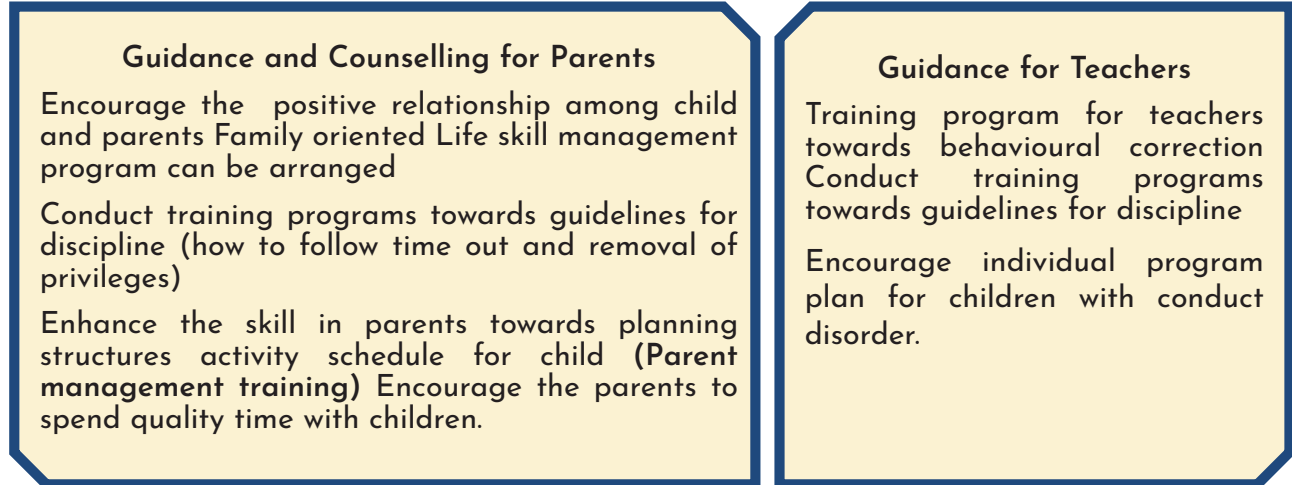 Guidance and Counselling for Parents
Encourage the positive relationship among child
and parents Family oriented Life skill management
program can be arranged
Conduct training programs towards guidelines for
discipline (how to follow time out and removal of
privileges)
Enhance the skill in parents towards planning
structures activity schedule for child (Parent
management training) Encourage the parents to
spend quality time with children.
Guidance for Teachers
Training program for teachers
towards behavioural correction
Conduct training programs
towards guidelines for discipline
Encourage individual program
plan for children with conduct
disorder.